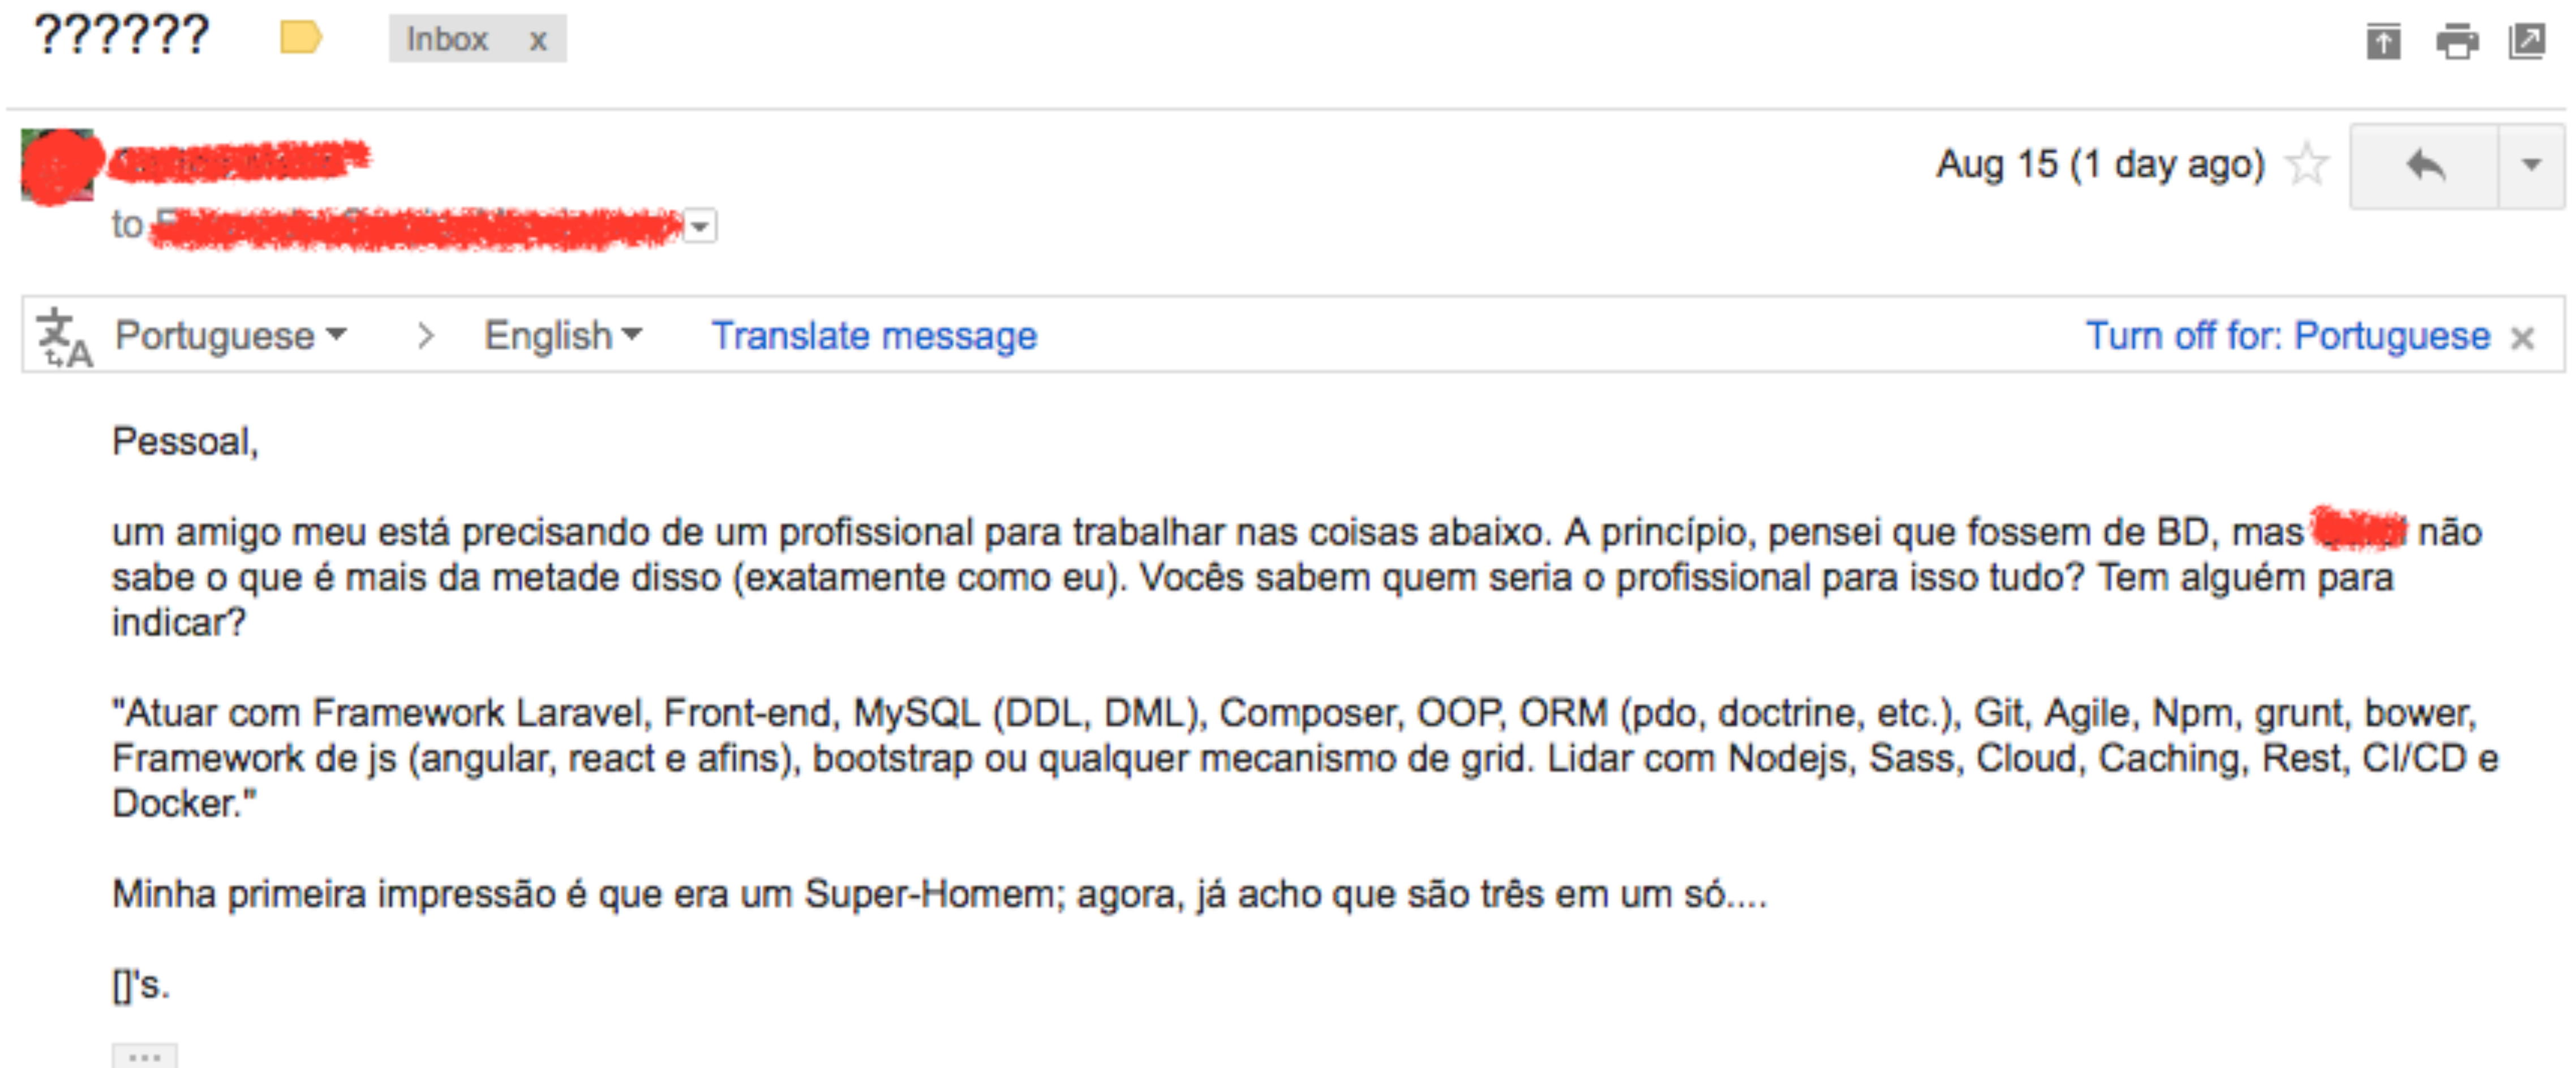 ??????
Inbox x
Aug 15 (1 day ago)
to
Portuguese > English Translate message Turn off for: Portuguese ×
Pessoal,
um amigo meu está precisando de um profissional para trabalhar nas coisas abaixo. A princípio, pensei que fossem de BD, mas não
sabe o que é mais da metade disso (exatamente como eu). Vocês sabem quem seria o profissional para isso tudo? Tem alguém para
indicar?
"Atuar com Framework Laravel, Front-end, MySQL (DDL, DML), Composer, OOP, ORM (pdo, doctrine, etc.), Git, Agile, Npm, grunt, bower,
Framework de js (angular, react e afins), bootstrap ou qualquer mecanismo de grid. Lidar com Nodejs, Sass, Cloud, Caching, Rest, CI/CD e
Docker."
Minha primeira impressão é que era um Super-Homem; agora, já acho que são três em um só....
[]'s.